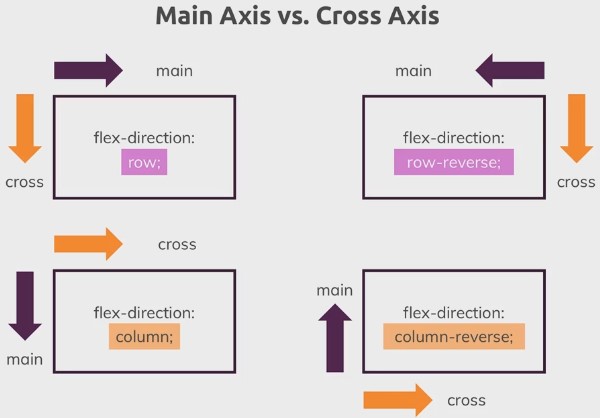 Main Axis vs. Cross Axis
main
main
flex-direction:
row;
flex-direction:
row-reverse;
cross
cross
cross
flex-direction:
column;
main
main
flex-direction:
column-reverse;
cross